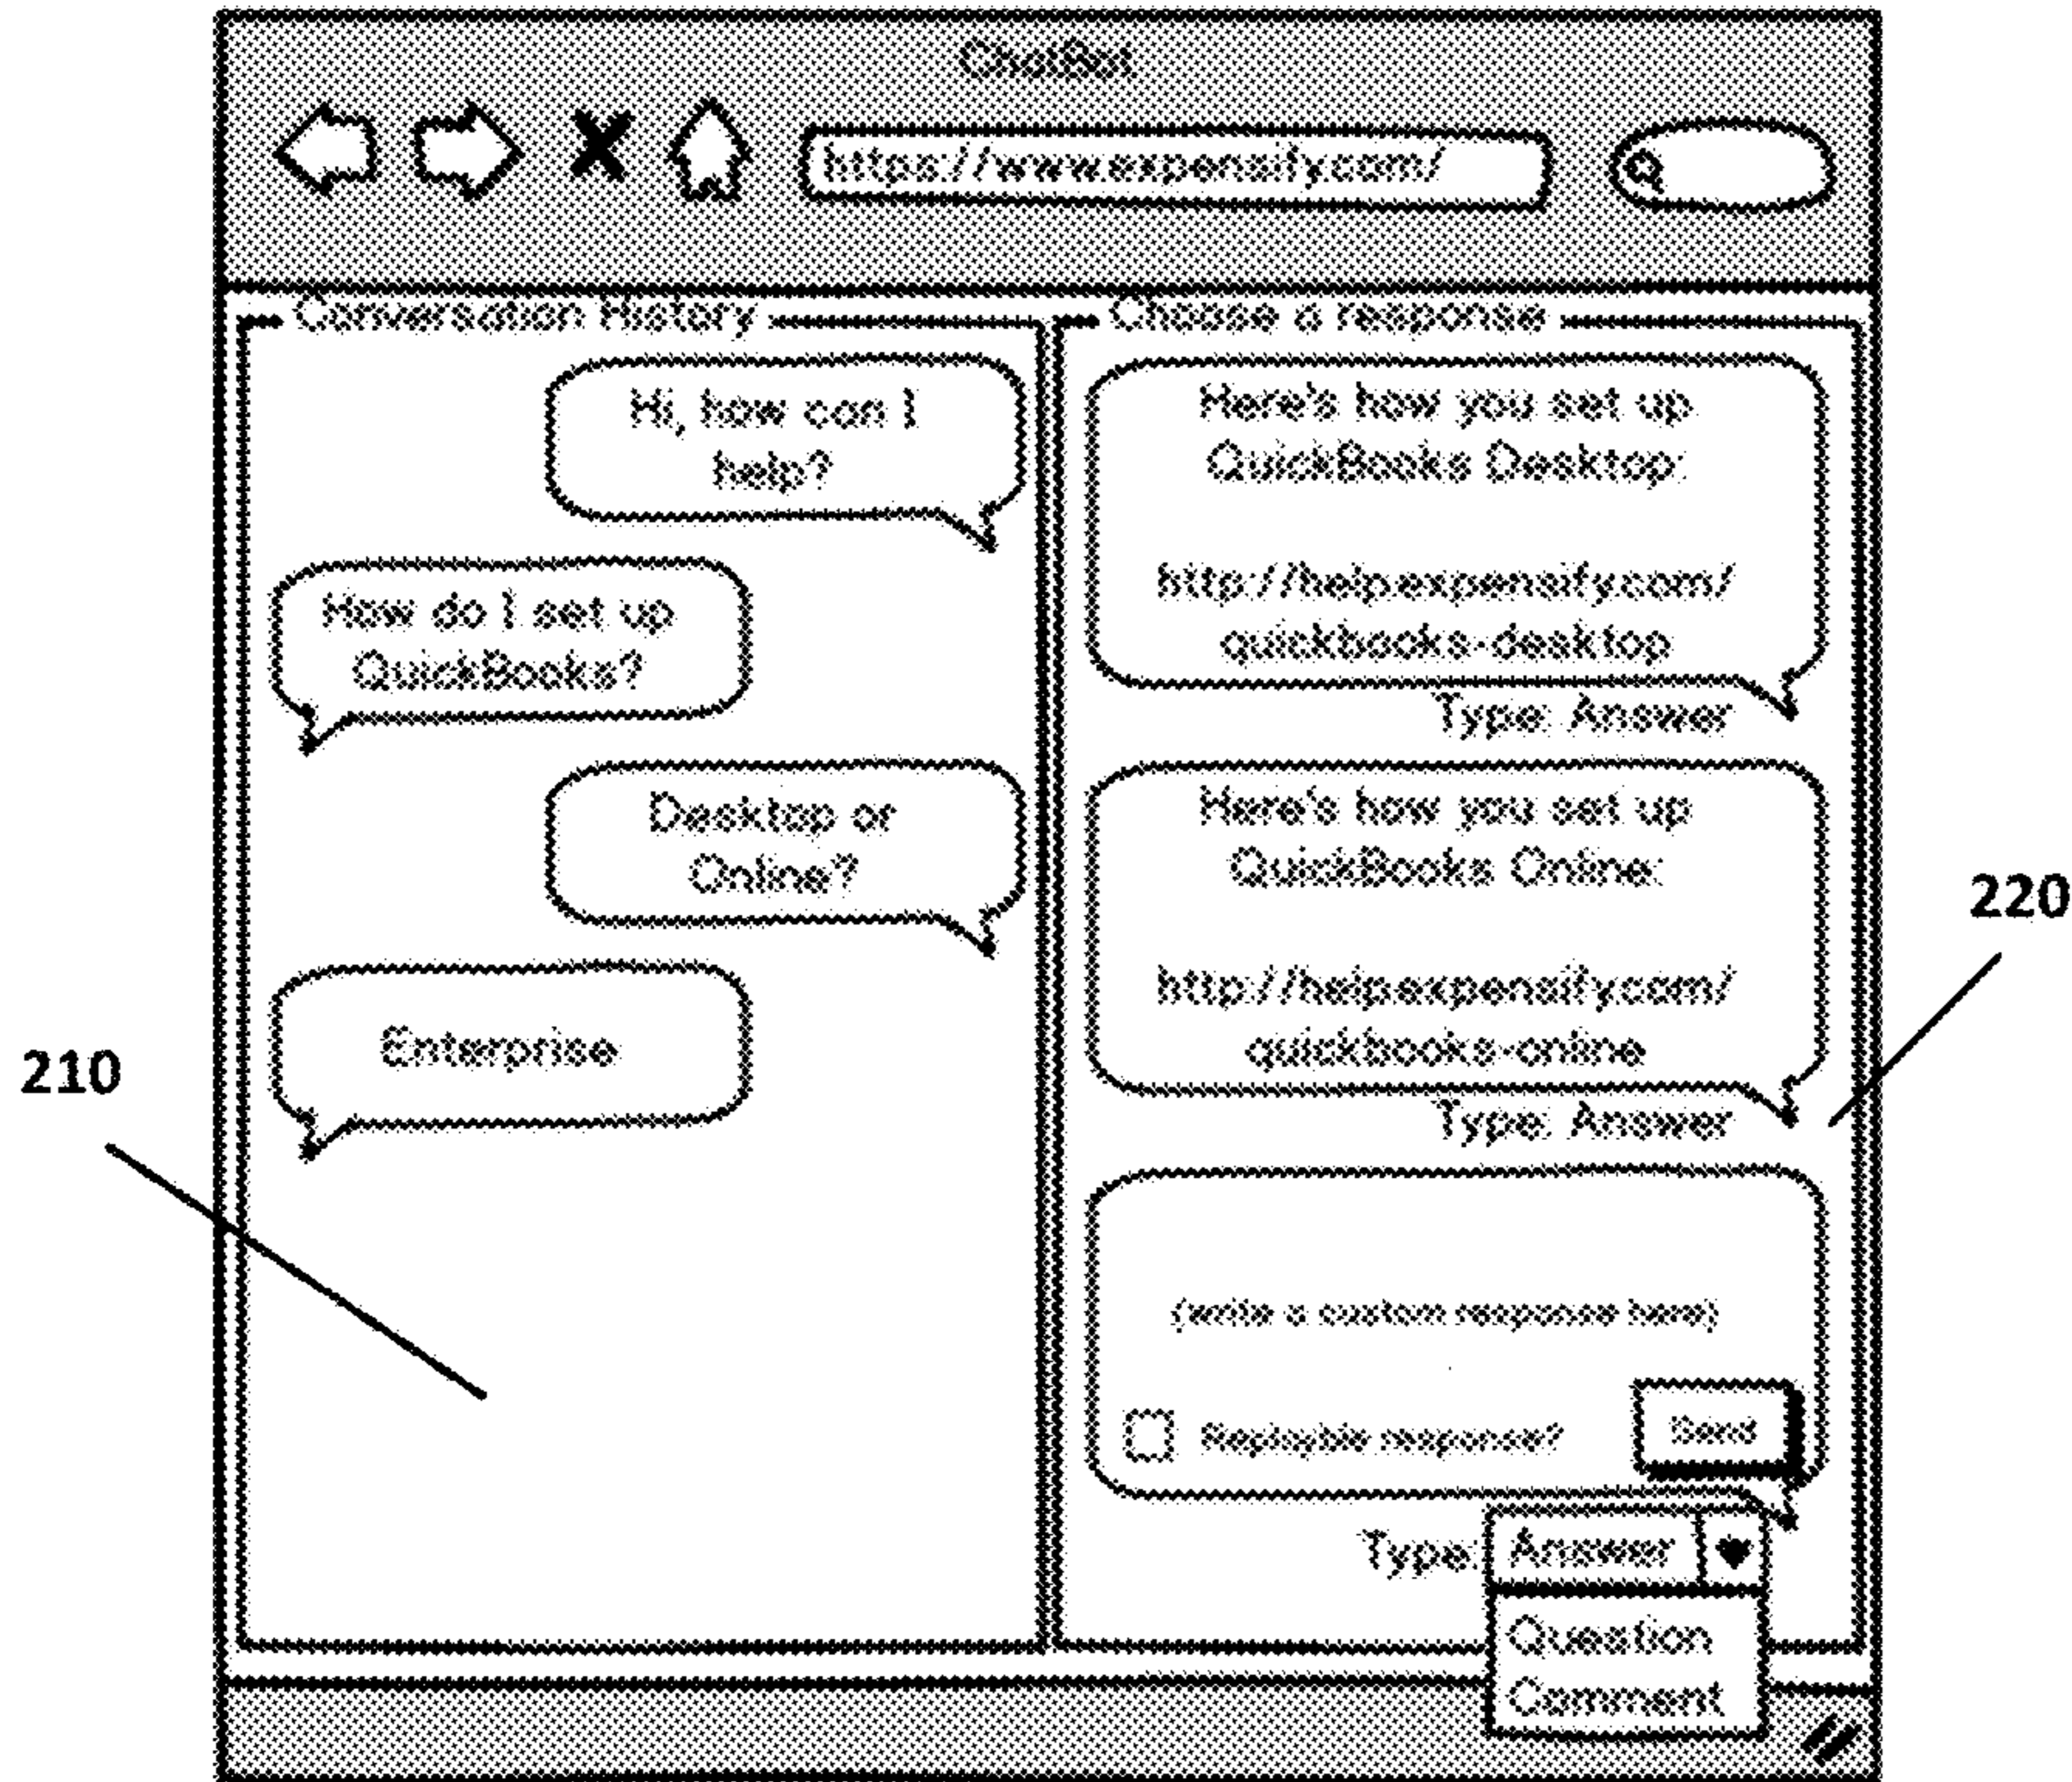 ChatBot
https://www.expensify.com/
Conversation History
Hi, how can I
help?
How do I set up
QuickBooks?
Desktop or
Online?
Enterprise
210
Choose a response
Here's how you set up
QuickBooks Desktop:
http://help.expensify.com/
quickbooks-desktop
Type: Answer
Here's how you set up
QuickBooks Online:
http://help.expensify.com/
quickbooks-online
Type: Answer
220
(write a custom response here)
Replayable response?
Send
Type: Answer
Question
Comment